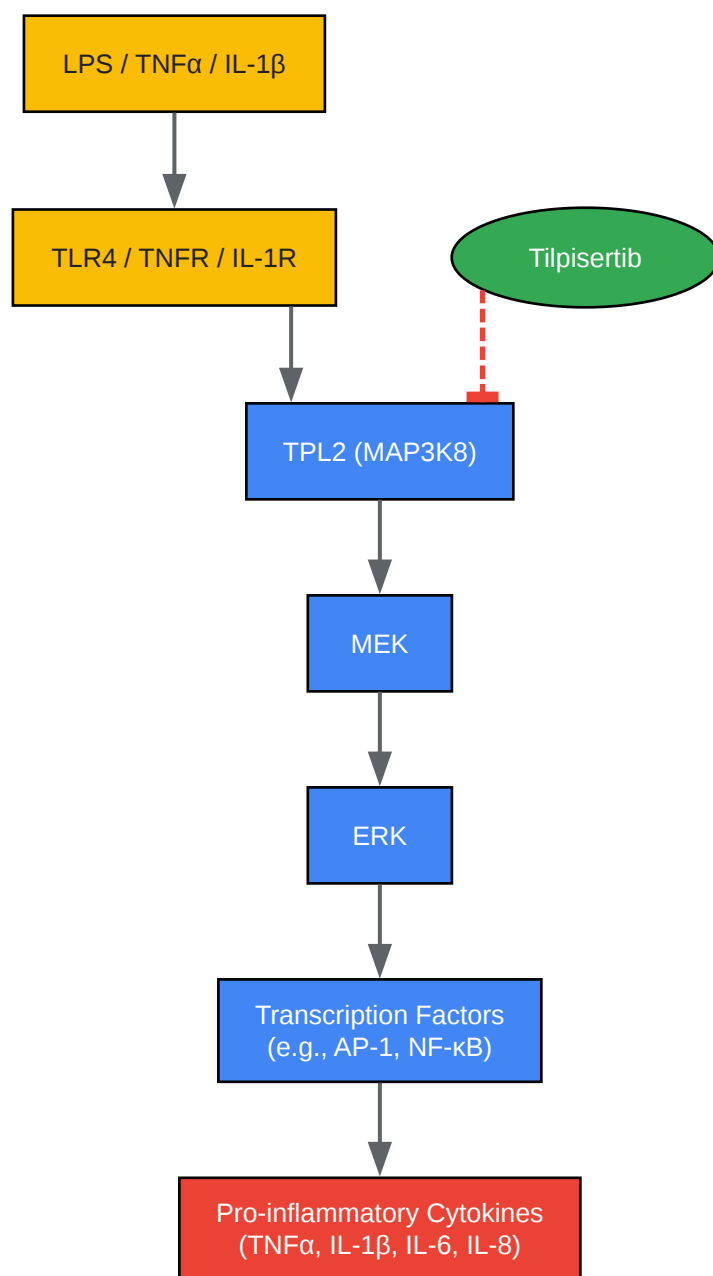 LPS / TNFα / IL-1β
TLR4 / TNFR / IL-1R
Tilpisertib
TPL2 (MAP3K8)
MEK
ERK
Transcription Factors
(e.g., AP-1, NF-κB)
Pro-inflammatory Cytokines
(TNFα, IL-1β, IL-6, IL-8)